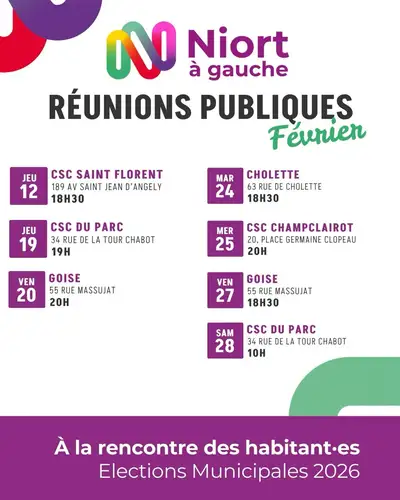 Niort
à gauche
RÉUNIONS PUBLIQUES
Février
JEU
12
CSC SAINT FLORENT
189 AV SAINT JEAN D'ANGELY
18H30
JEU
19
CSC DU PARC
34 RUE DE LA TOUR CHABOT
19H
VEN
20
GOISE
55 RUE MASSUJAT
20H
MAR
24
CHOLETTE
63 RUE DE CHOLETTE
18H30
MER
25
CSC CHAMPCLAIROT
20, PLACE GERMAINE CLOPEAU
20H
VEN
27
GOISE
55 RUE MASSUJAT
18H30
SAM
28
CSC DU PARC
34 RUE DE LA TOUR CHABOT
10H
À la rencontre des habitant·es
Elections Municipales 2026